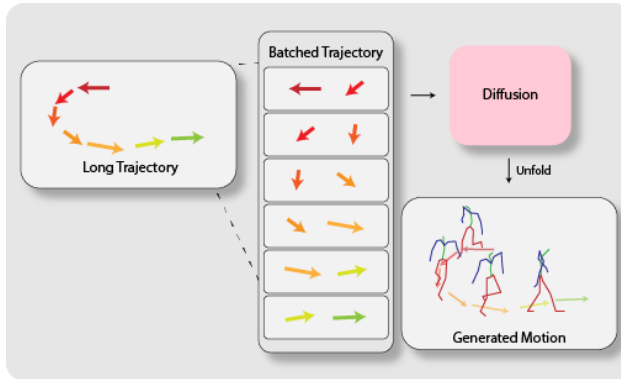 Batched Trajectory
Long Trajectory
Diffusion
Unfold
Generated Motion